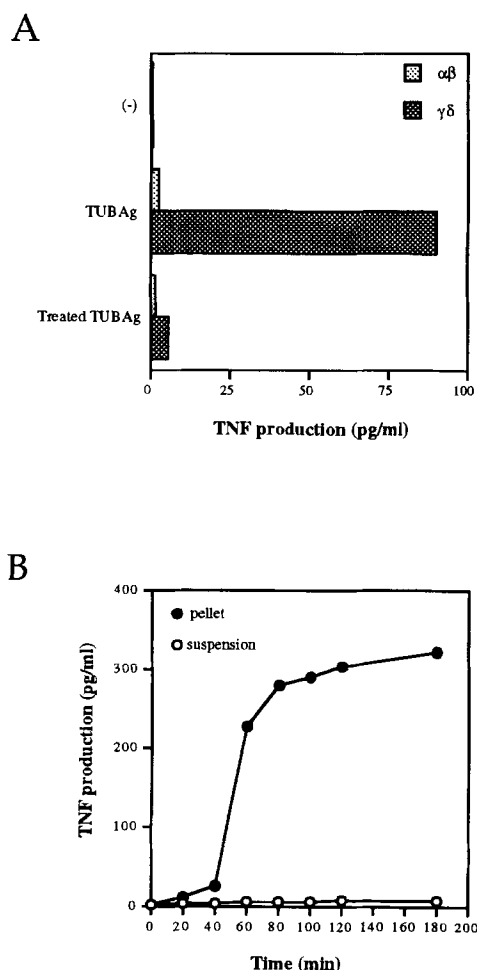 A
αβ
γδ
(-)
TUBAg
Treated TUBAg
0 25 50 75 100
TNF production (pg/ml)
B
TNF production (pg/ml)
400
300
200
100
0
pellet
suspension
0 20 40 60 80 100 120 140 160 180 200
Time (min)